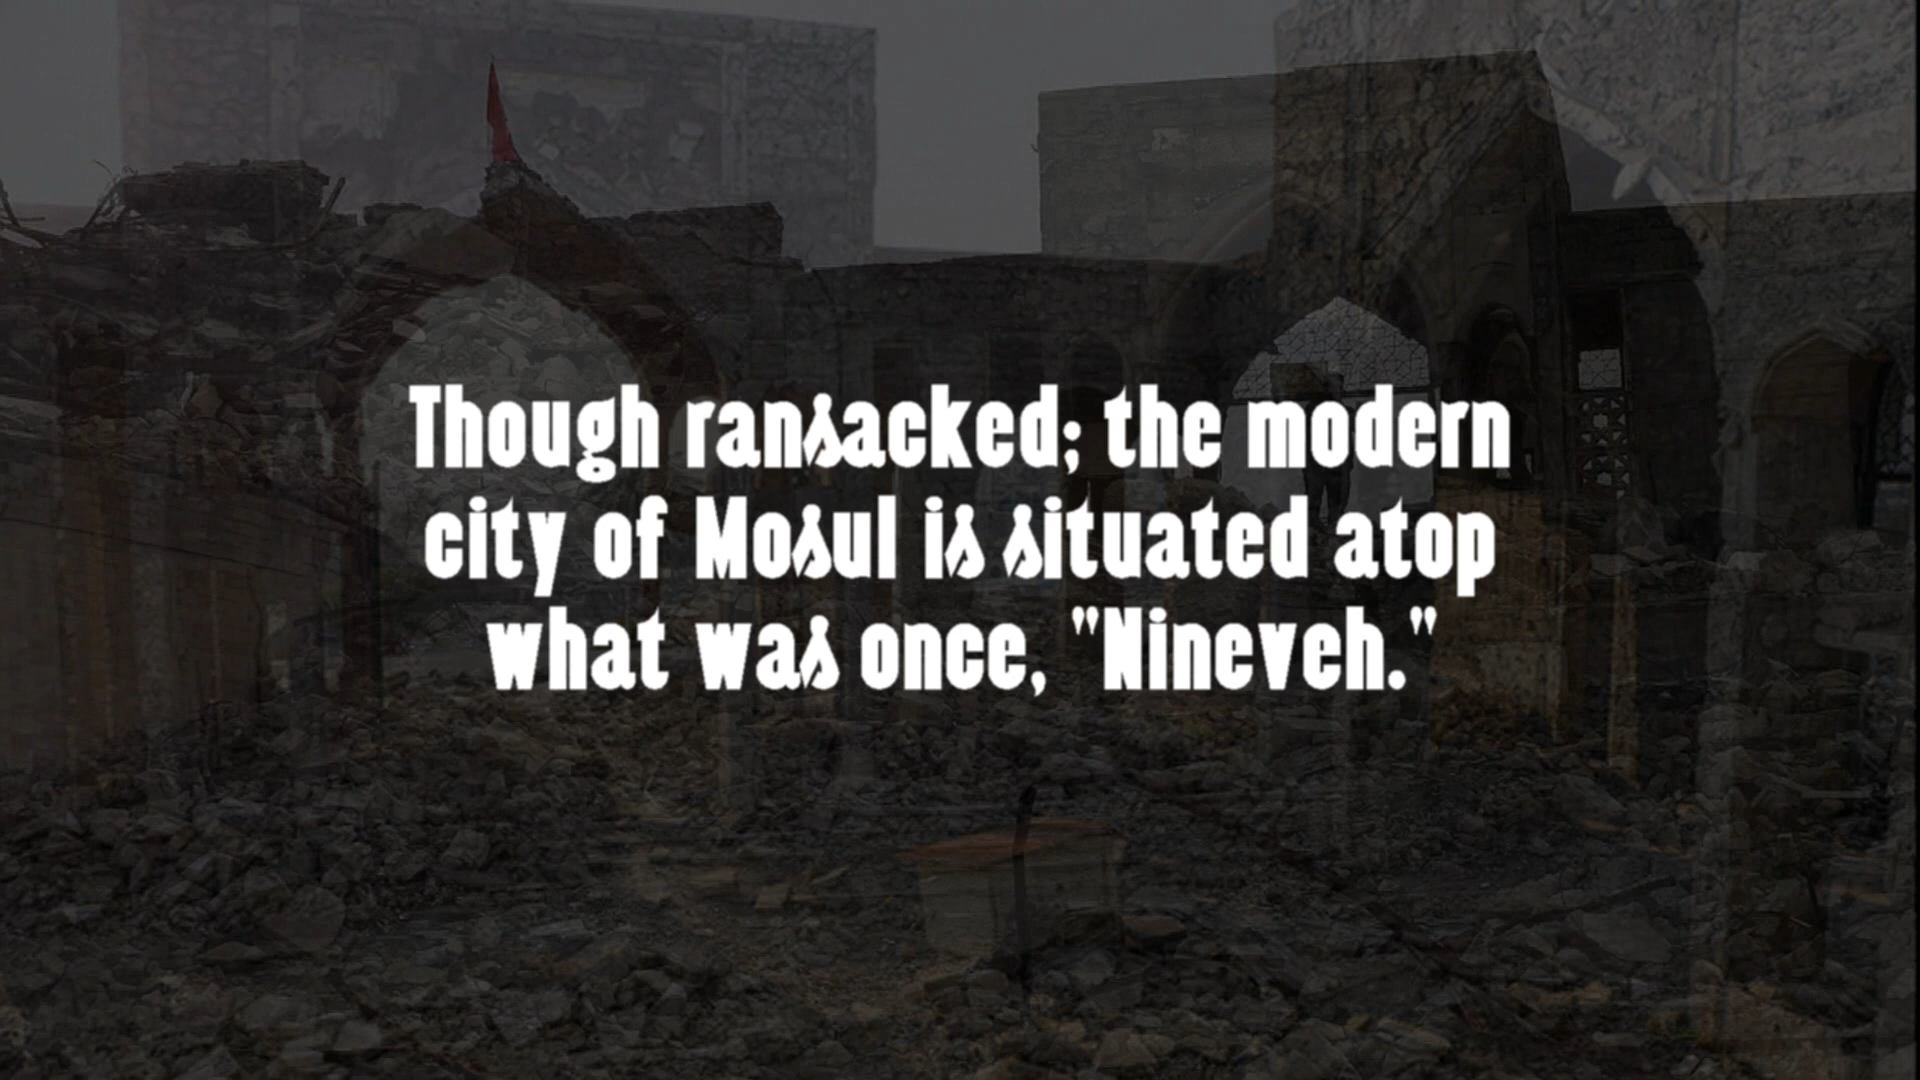 Though ransacked; the modern
city of Mosul is situated atop
what was once, "Nineveh."